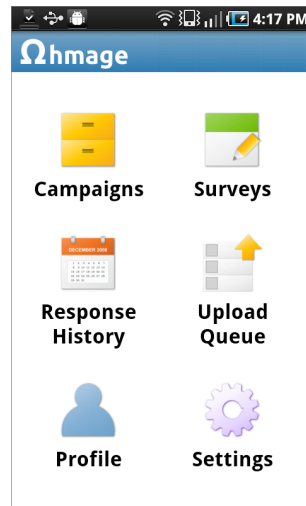 4:17 PM
Ωhmage
Campaigns
Surveys
DECEMBER 2008
Response
History
Upload
Queue
Profile
Settings